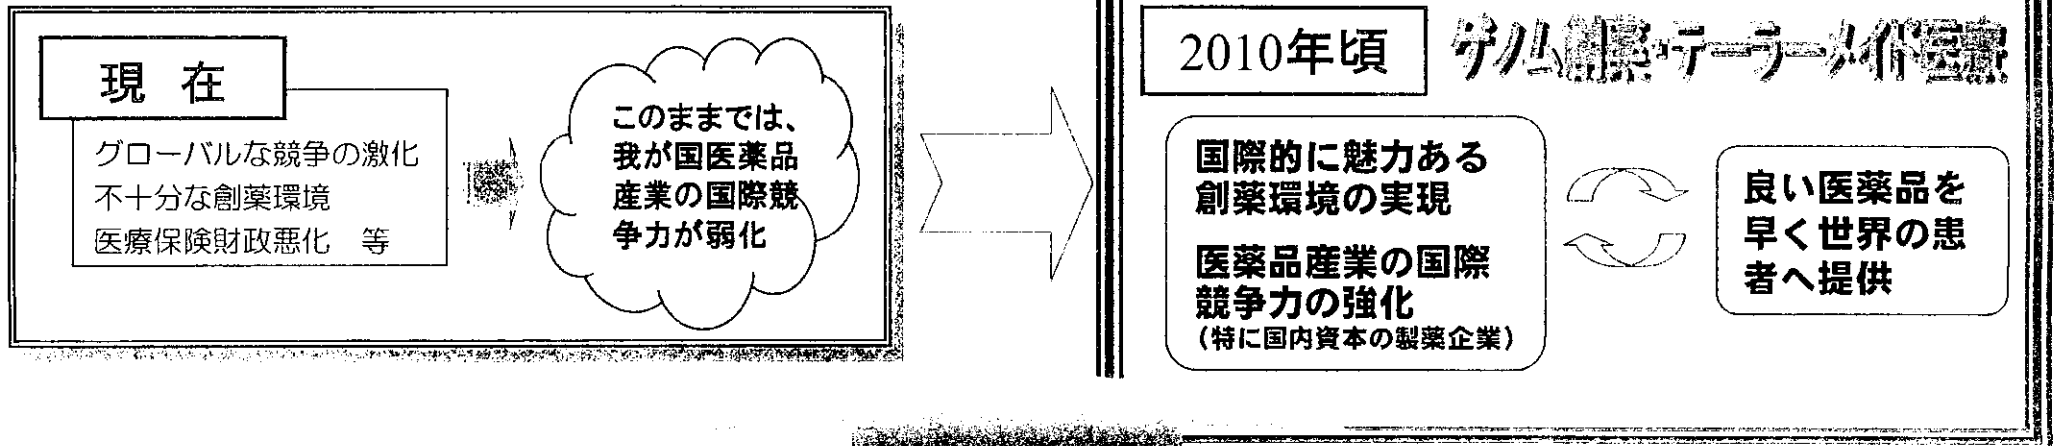 現 在
グローバルな競争の激化
不十分な創薬環境
医療保険財政悪化 等
このままでは、
我が国医薬品
産業の国際競
争力が弱化
2010年頃
ゲノム創薬・テーラーメイド医療
国際的に魅力ある
創薬環境の実現
医薬品産業の国際
競争力の強化
(特に国内資本の製薬企業)
良い医薬品を
早く世界の患
者へ提供